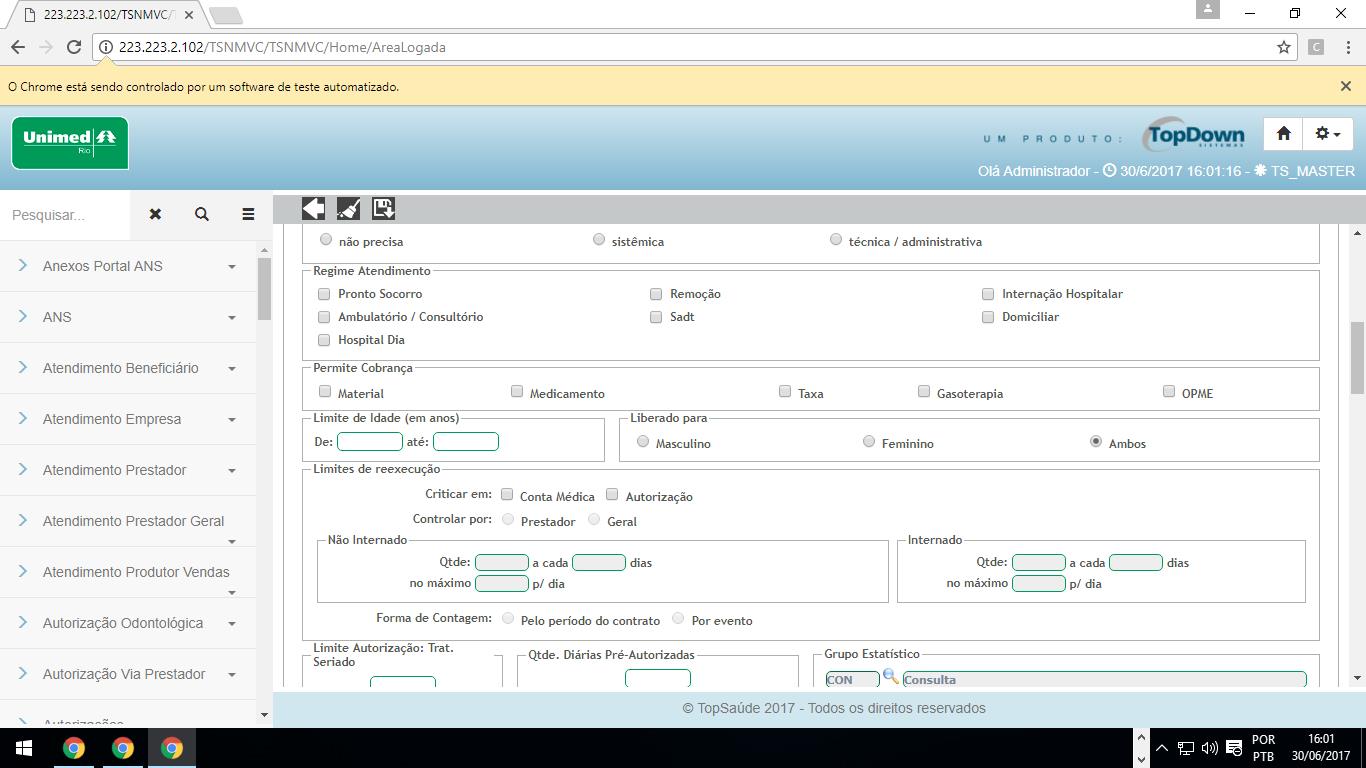 223.223.2.102/TSNMVC/T
223.223.2.102/TSNMVC/TSNMVC/Home/AreaLogada
C
O Chrome está sendo controlado por um software de teste automatizado.
Unimed
Rio
UM PRODUTO:
TopDown
SISTEMAS
Olá Administrador - 30/6/2017 16:01:16 - TS_MASTER
Pesquisar...
não precisa sistêmica técnica / administrativa
Anexos Portal ANS
ANS
Atendimento Beneficiário
Atendimento Empresa
Atendimento Prestador
Atendimento Prestador Geral
Atendimento Produtor Vendas
Autorização Odontológica
Autorização Via Prestador
Autorizações
Regime Atendimento
Pronto Socorro Remoção Internação Hospitalar
Ambulatório / Consultório Sadt Domiciliar
Hospital Dia
Permite Cobrança
Material Medicamento Taxa Gasoterapia OPME
Limite de Idade (em anos) Liberado para
De: até: Masculino Feminino Ambos
Limites de reexecução
Criticar em: Conta Médica Autorização
Controlar por: Prestador Geral
Não Internado Internado
Qtde: a cada dias Qtde: a cada dias
no máximo p/ dia no máximo p/ dia
Forma de Contagem: Pelo período do contrato Por evento
Limite Autorização: Trat.
Seriado
Qtde. Diárias Pré-Autorizadas
Grupo Estatístico
CON Consulta
© TopSaúde 2017 - Todos os direitos reservados
POR
PTB
16:01
30/06/2017